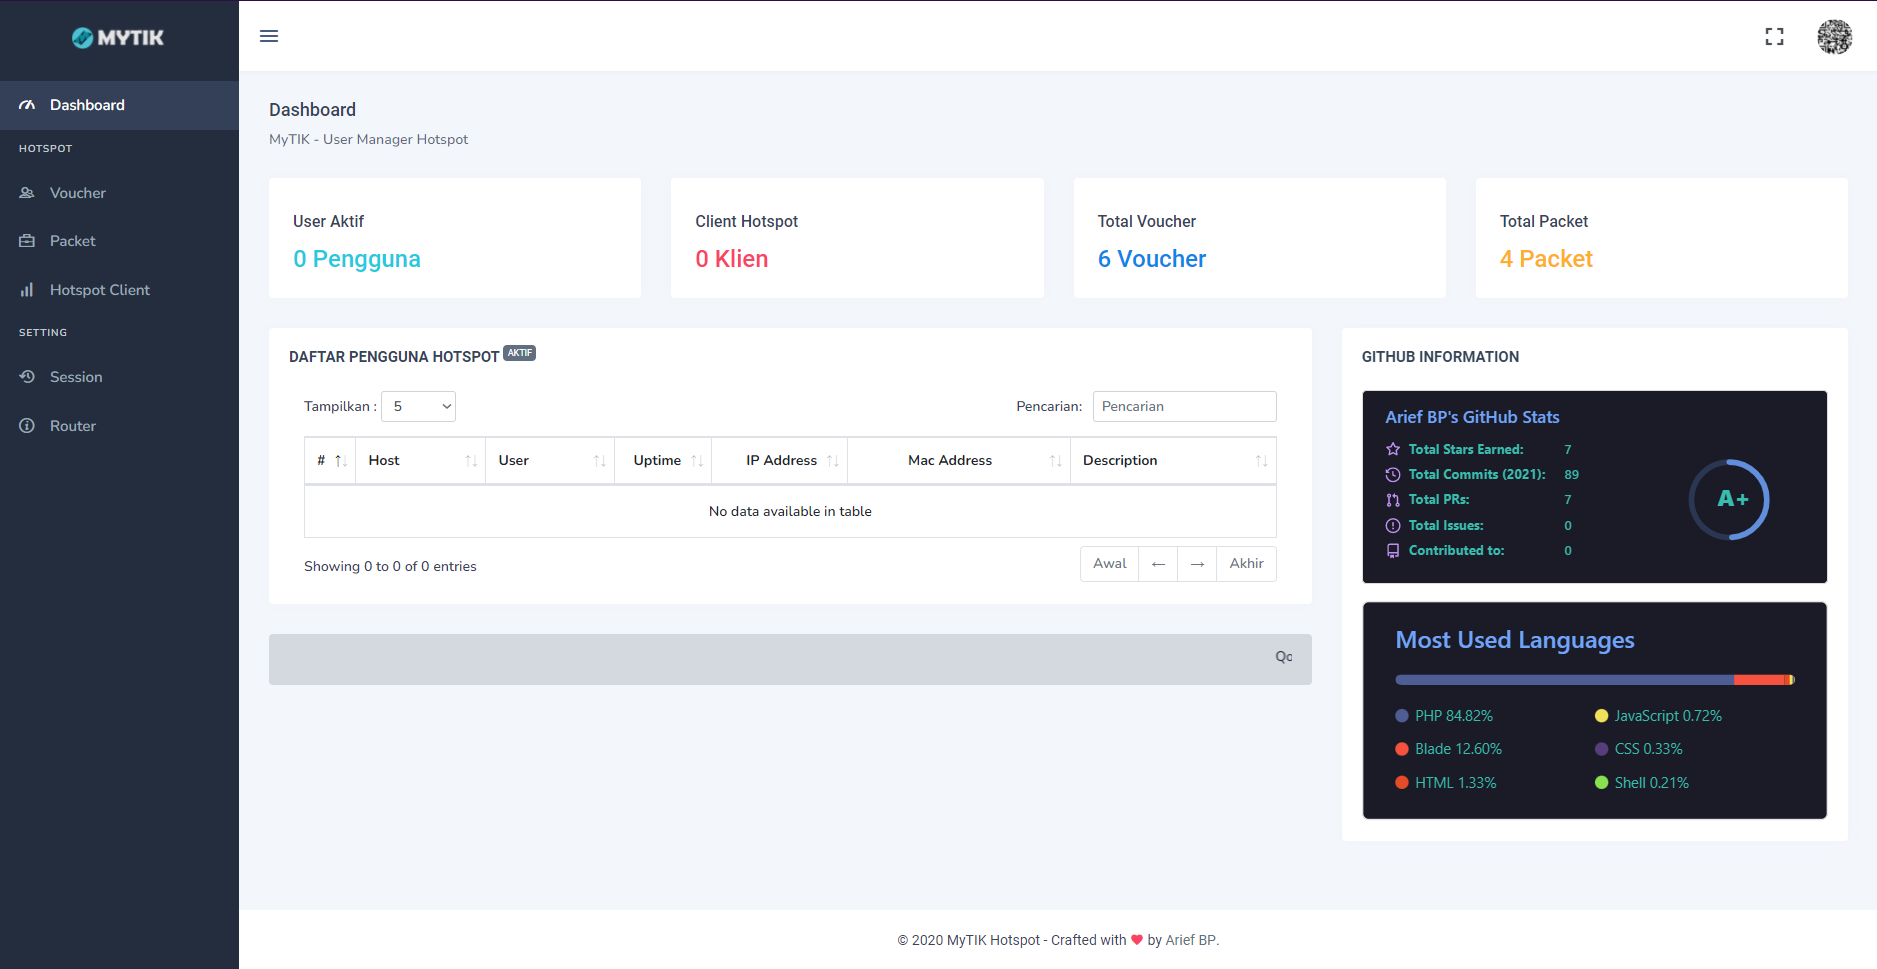 MYTIK
Dashboard
HOTSPOT
Voucher
Packet
Hotspot Client
SETTING
Session
Router
Dashboard
MyTIK - User Manager Hotspot
User Aktif
0 Pengguna
Client Hotspot
0 Klien
Total Voucher
6 Voucher
Total Packet
4 Packet
DAFTAR PENGGUNA HOTSPOT AKTIF
Tampilkan : 5
Pencarian: Pencarian
# Host User Uptime IP Address Mac Address Description
No data available in table
Showing 0 to 0 of 0 entries
Awal ← → Akhir
GITHUB INFORMATION
Arief BP's GitHub Stats
Total Stars Earned: 7
Total Commits (2021): 89
Total PRs: 7
Total Issues: 0
Contributed to: 0
A+
Most Used Languages
PHP 84.82%
JavaScript 0.72%
Blade 12.60%
CSS 0.33%
HTML 1.33%
Shell 0.21%
© 2020 MyTIK Hotspot - Crafted with ♥ by Arief BP.